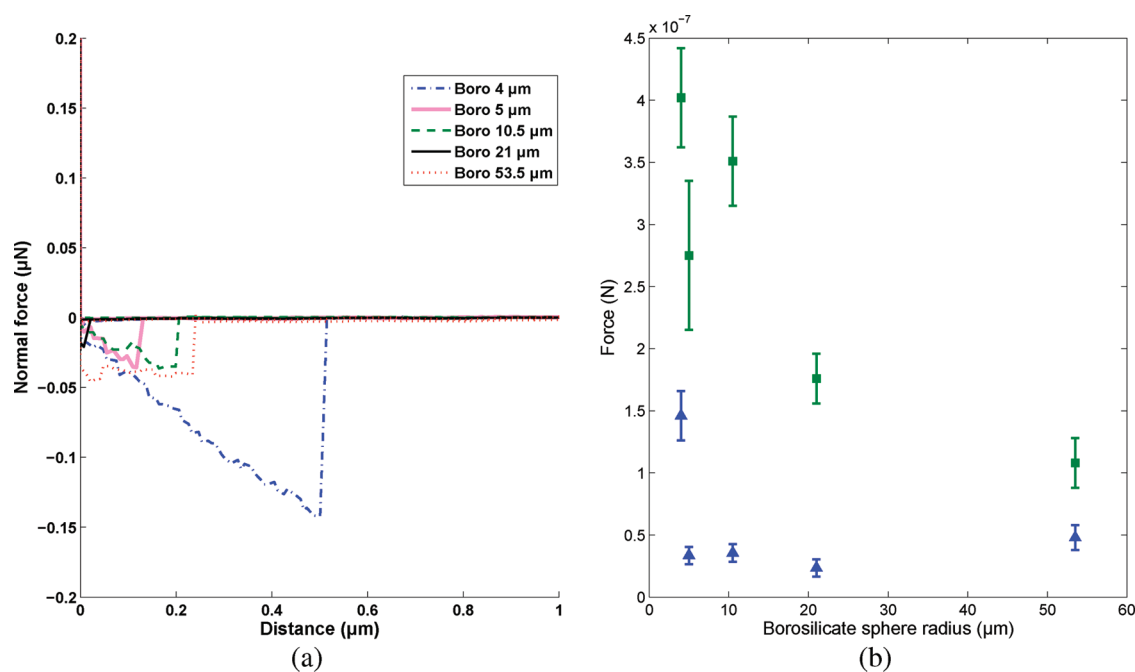 0.2
0.15
0.1
0.05
0
−0.05
−0.1
−0.15
−0.2
Normal force (µN)
0 0.2 0.4 0.6 0.8 1
Distance (µm)
Boro 4 µm
Boro 5 µm
Boro 10.5 µm
Boro 21 µm
Boro 53.5 µm
(a)
x 10⁻⁷
4.5
4
3.5
3
2.5
2
1.5
1
0.5
0
Force (N)
0 10 20 30 40 50 60
Borosilicate sphere radius (µm)
(b)